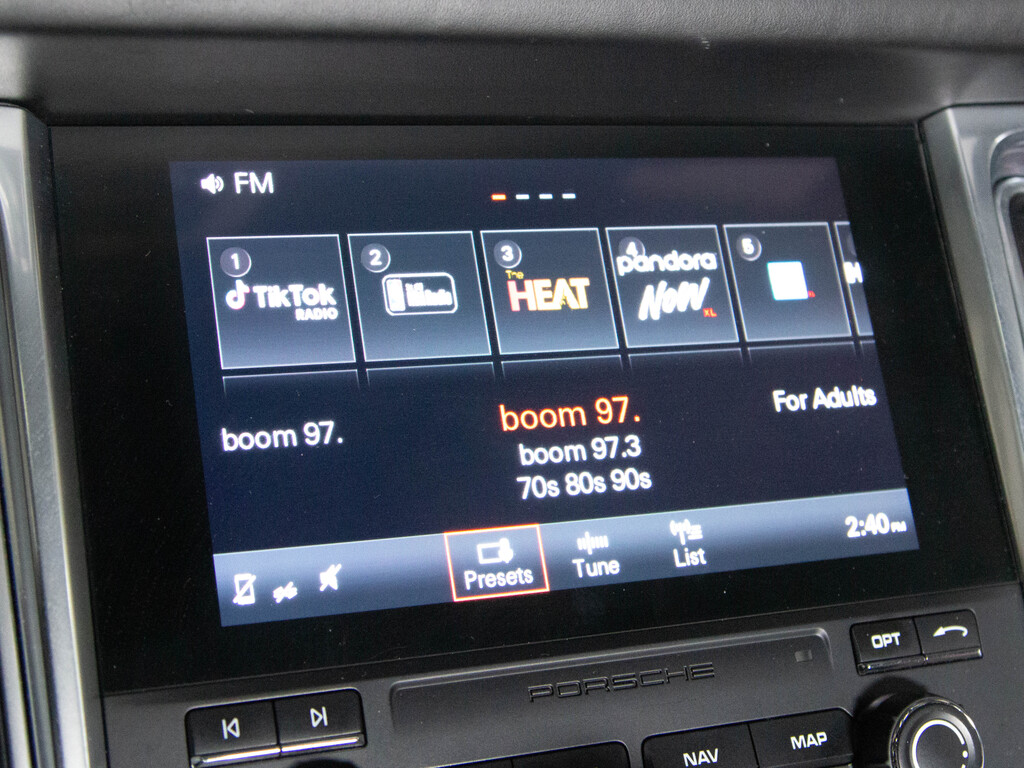 FM
1
TikTok
RADIO
2
3
The
HEAT
4
pandora
NOW
XL
5
boom 97.
boom 97.
boom 97.3
70s 80s 90s
For Adults
Presets
Tune
List
2:40 PM
PORSCHE
OPT
NAV
MAP